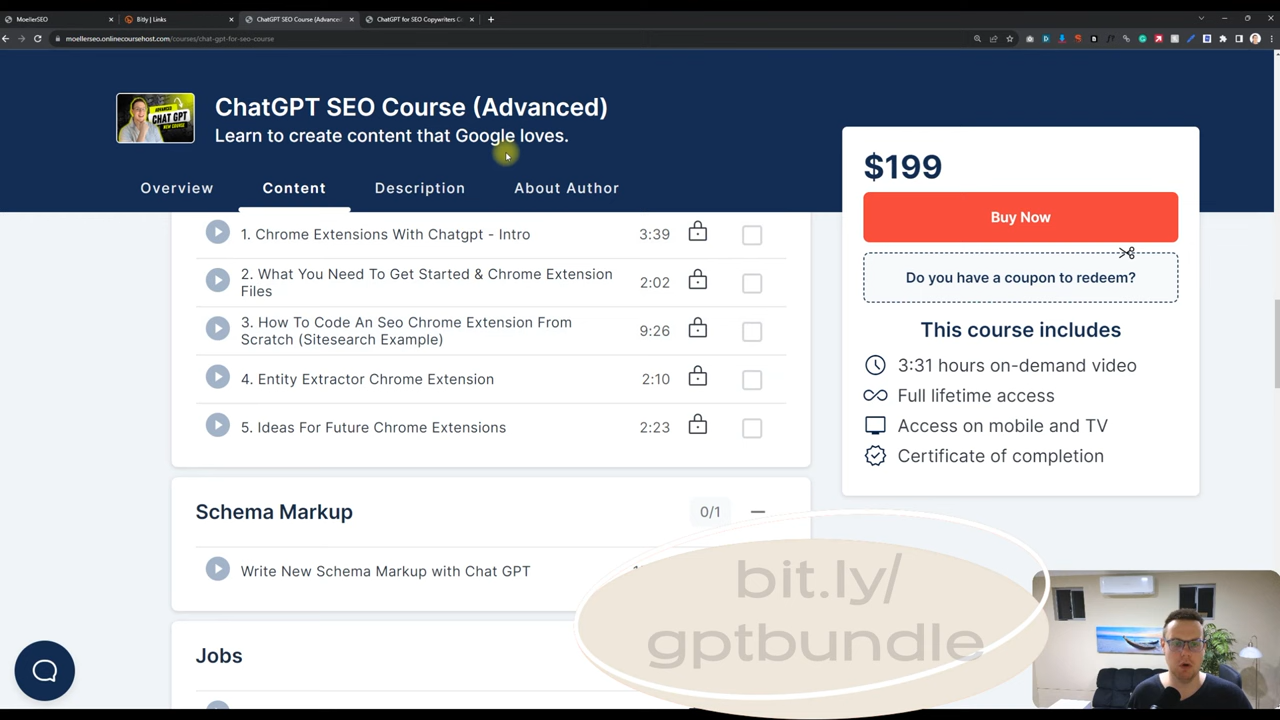 MoellerSEO
Bitly | Links
ChatGPT SEO Course (Advanced)
ChatGPT for SEO Copywriters C
moellerseo.onlinecoursehost.com/courses/chat-gpt-for-seo-course
ADVANCED
CHAT GPT
NEW COURSE
ChatGPT SEO Course (Advanced)
Learn to create content that Google loves.
Overview
Content
Description
About Author
$199
Buy Now
Do you have a coupon to redeem?
This course includes
3:31 hours on-demand video
Full lifetime access
Access on mobile and TV
Certificate of completion
1. Chrome Extensions With Chatgpt - Intro 3:39
2. What You Need To Get Started & Chrome Extension
Files 2:02
3. How To Code An Seo Chrome Extension From
Scratch (Sitesearch Example) 9:26
4. Entity Extractor Chrome Extension 2:10
5. Ideas For Future Chrome Extensions 2:23
Schema Markup 0/1
Write New Schema Markup with Chat GPT
Jobs
bit.ly/
gptbundle